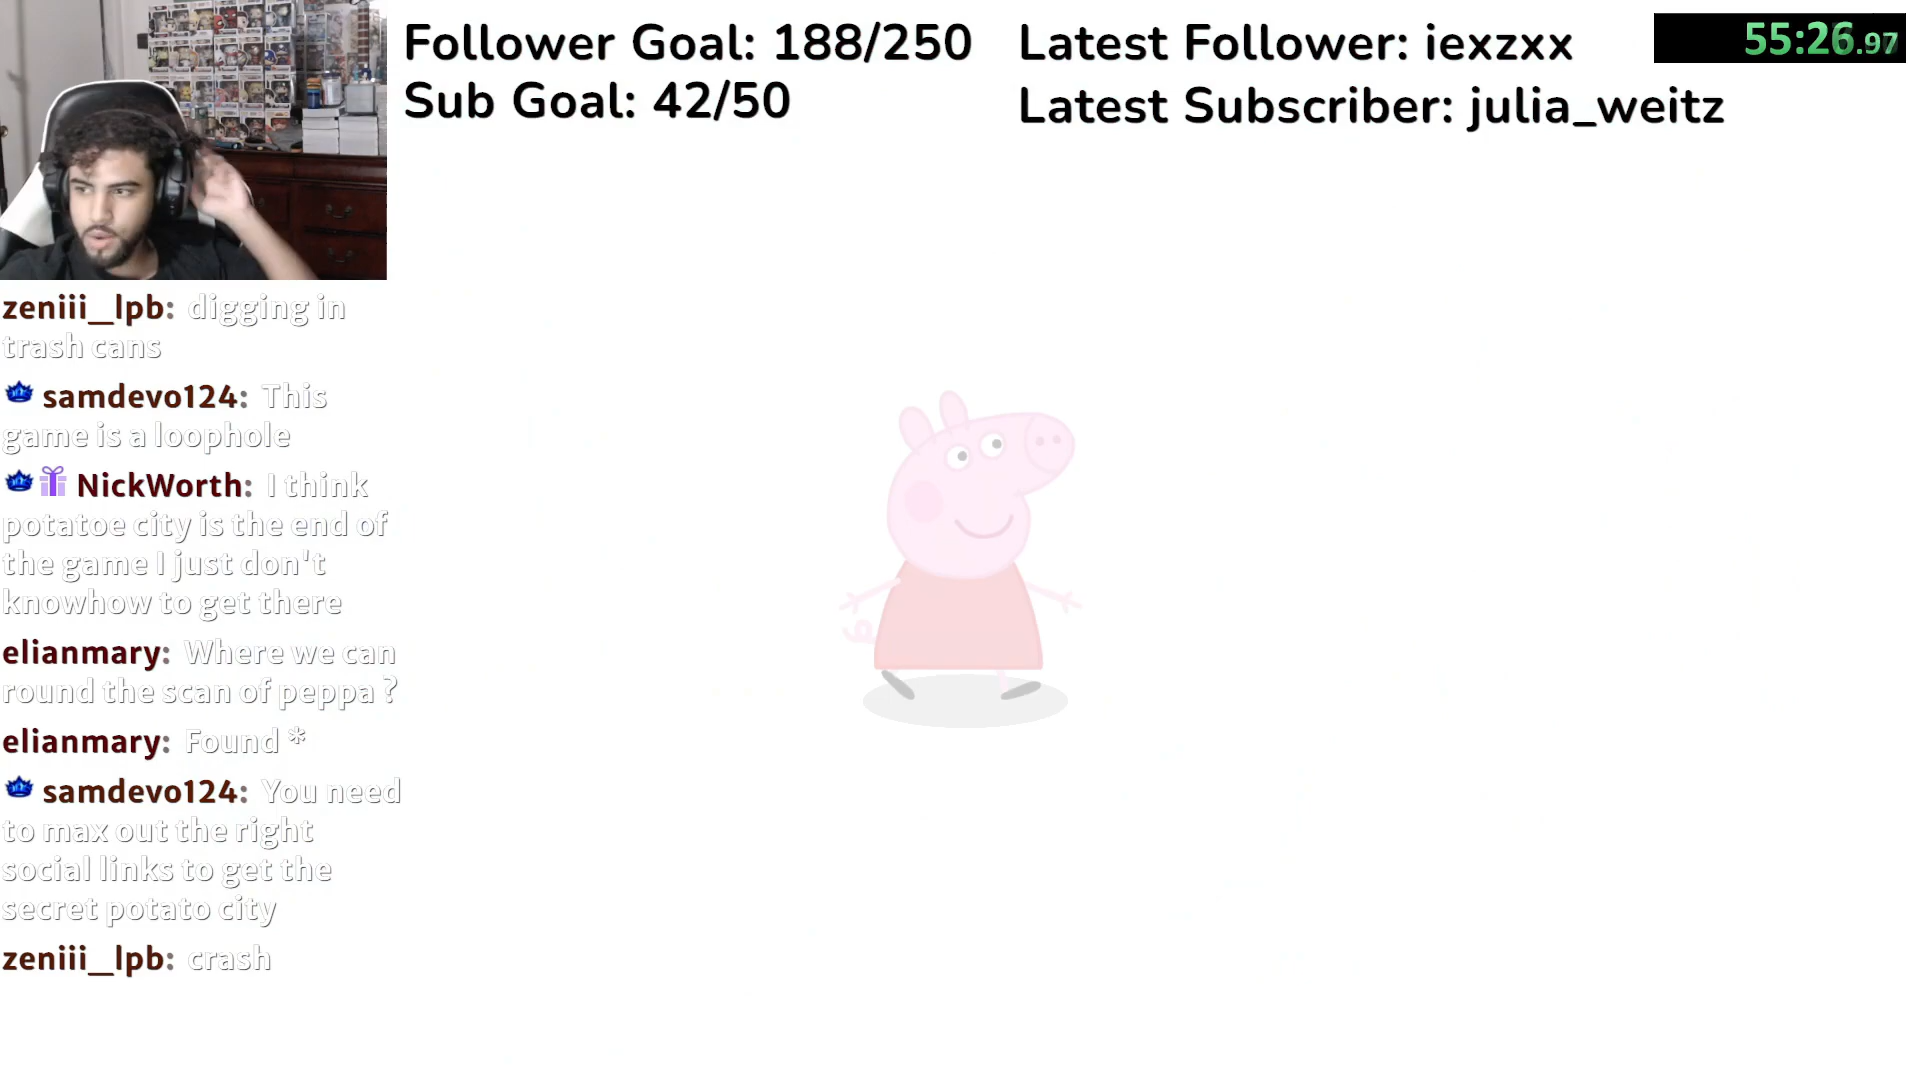 Follower Goal: 188/250
Sub Goal: 42/50
Latest Follower: iexzxx
Latest Subscriber: julia_weitz
55:26.97
zeniii_lpb: digging in
trash cans
samdevo124: This
game is a loophole
NickWorth: I think
potatoe city is the end of
the game I just don't
knowhow to get there
elianmary: Where we can
round the scan of peppa ?
elianmary: Found *
samdevo124: You need
to max out the right
social links to get the
secret potato city
zeniii_lpb: crash